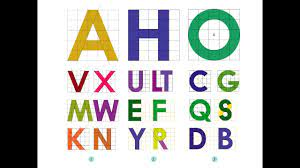 A H O
V X U L T C G
M W E F Q S
K N Y R D B